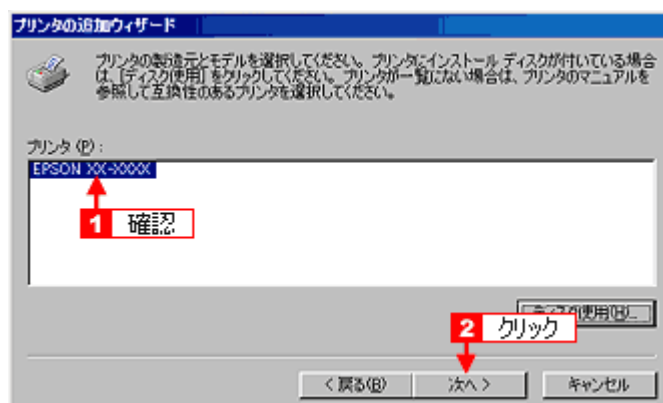 プリンタの追加ウィザード
プリンタの製造元とモデルを選択してください。プリンタにインストール ディスクが付いている場合
は、[ディスク使用] をクリックしてください。プリンタが一覧にない場合は、プリンタのマニュアルを
参照して互換性のあるプリンタを選択してください。
プリンタ (P) :
EPSON XX-XXXX
1 確認
ディスク使用(H)...
2 クリック
< 戻る(B)
次へ >
キャンセル